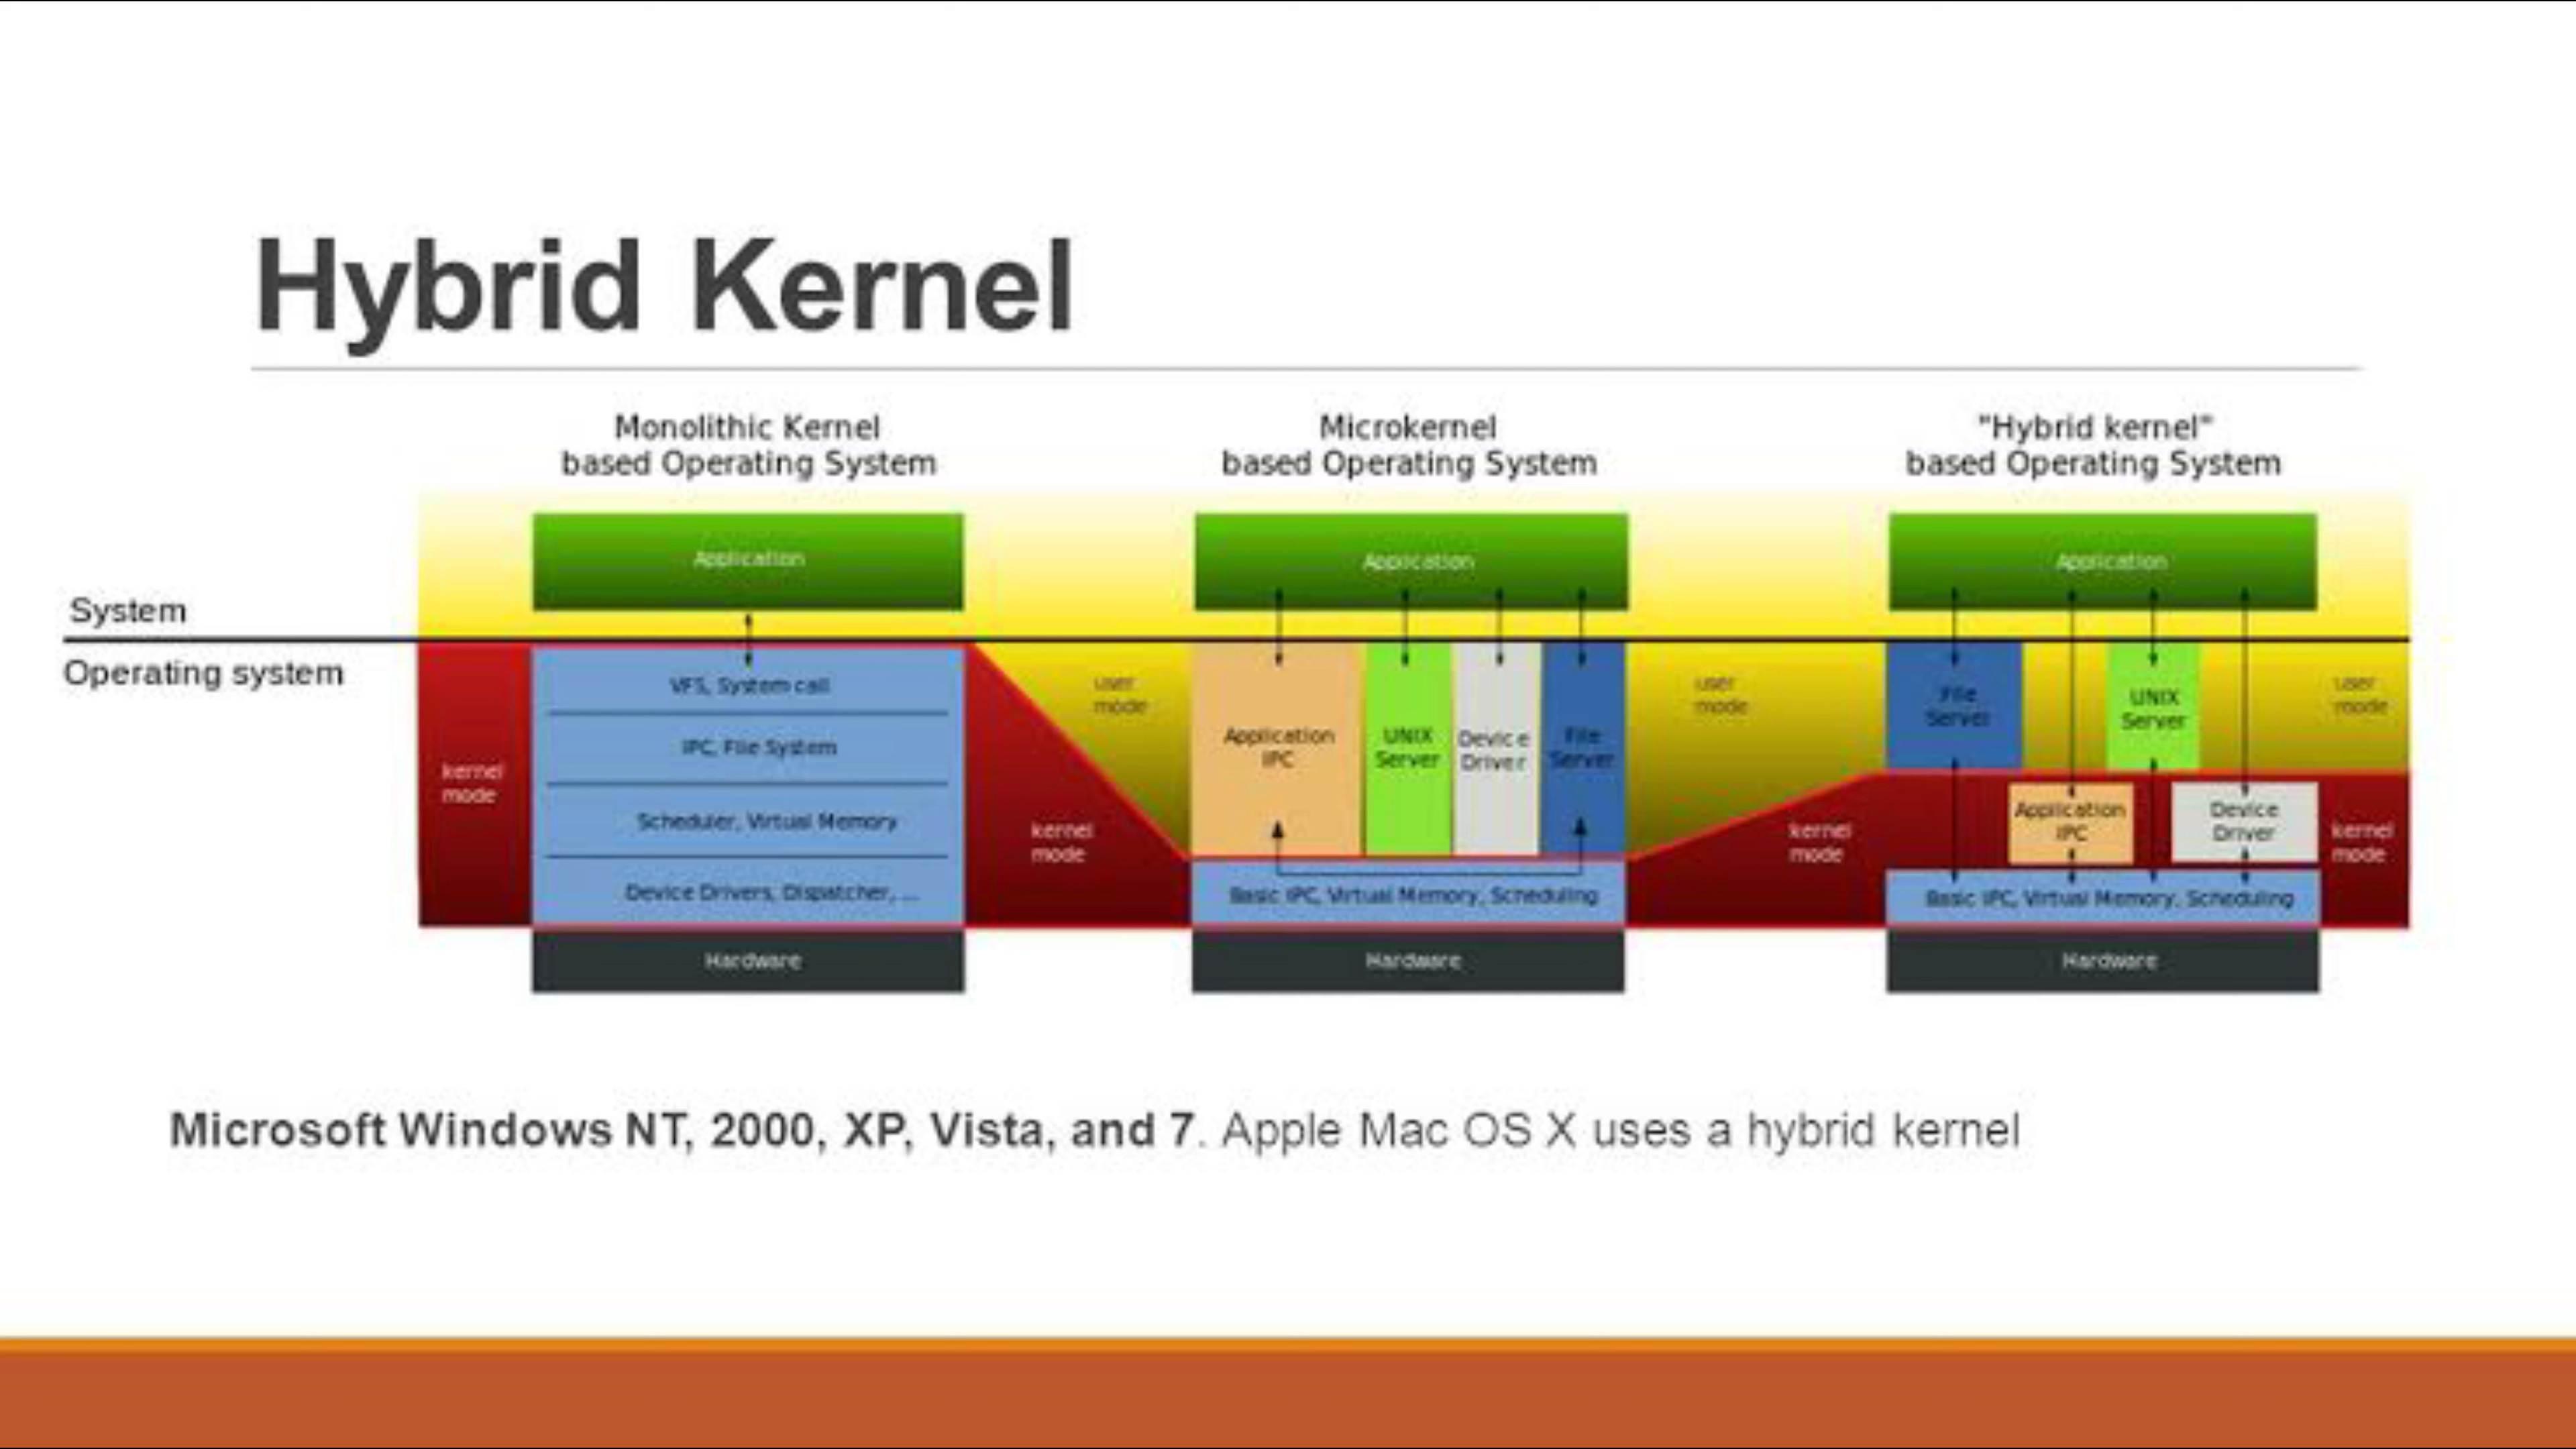 Hybrid Kernel
Monolithic Kernel
based Operating System
Microkernel
based Operating System
"Hybrid kernel"
based Operating System
Application
Application
Application
System
Operating system
kernel
mode
VFS, System call
IPC, File System
Scheduler, Virtual Memory
Device Drivers, Dispatcher, ...
Hardware
user
mode
kernel
mode
Application
IPC
UNIX
Server
Device
Driver
File
Server
Basic IPC, Virtual Memory, Scheduling
Hardware
user
mode
kernel
mode
File
Server
UNIX
Server
user
mode
Application
IPC
Device
Driver
kernel
mode
Basic IPC, Virtual Memory, Scheduling
Hardware
Microsoft Windows NT, 2000, XP, Vista, and 7. Apple Mac OS X uses a hybrid kernel